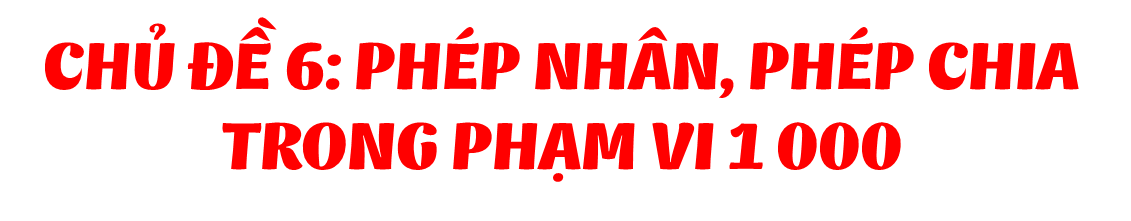 CHỦ ĐỀ 6: PHÉP NHÂN, PHÉP CHIA
TRONG PHẠM VI 1 000